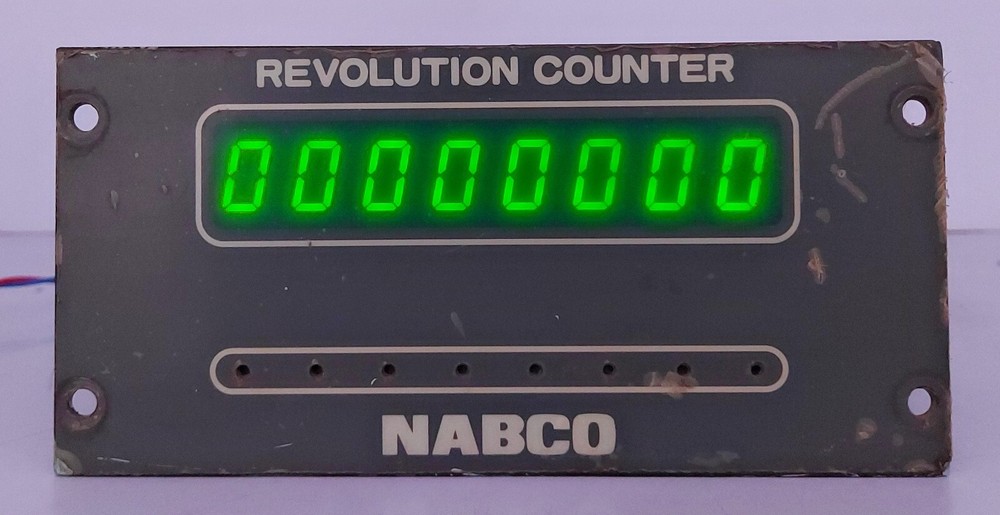 REVOLUTION COUNTER
00000000
NABCO